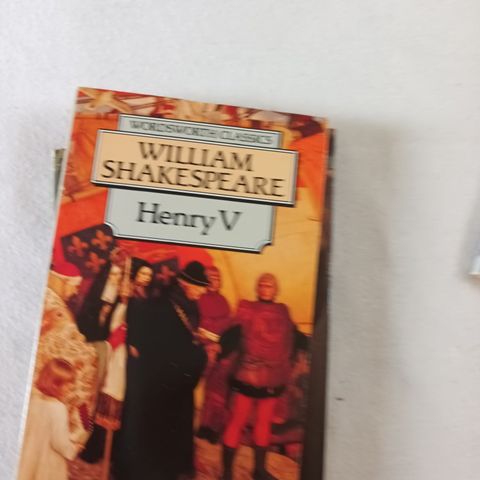 WORDSWORTH CLASSICS
WILLIAM
SHAKESPEARE
Henry V